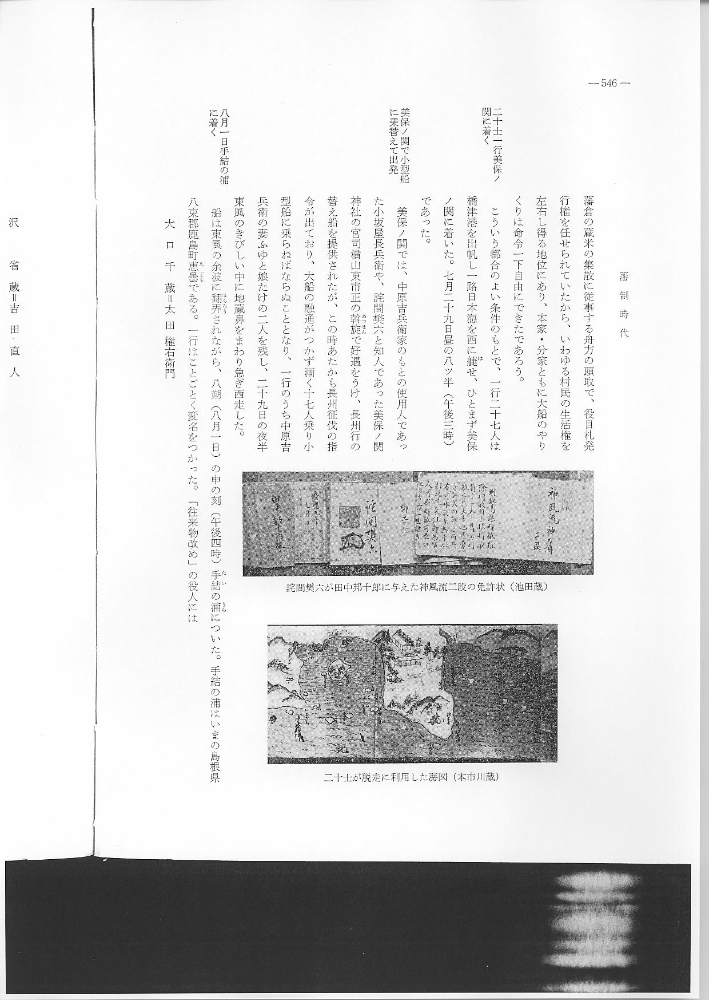 —546—
藩制時代
藩倉の蔵米の集散に従事する舟方の頭取で、役目札発
行権を任せられていたから、いわゆる村民の生活権を
左右し得る地位にあり、本家・分家ともに大船のやり
くりは命令一下自由にできたであろう。
二十士一行美保ノ
関に着く
こういう都合のよい条件のもとで、一行二十七人は
橋津港を出帆し一路日本海を西に艤せ、ひとまず美保
ノ関に着いた。七月二十九日昼の八ッ半（午後三時）
であった。
美保ノ関で小型船
に乗替えて出発
美保ノ関では、中原吉兵衛家のもとの使用人であっ
た小坂屋長兵衛や、詫間樊六と知人であった美保ノ関
神社の宮司横山東市正の斡旋で好遇をうけ、長州行の
替え船を提供されたが、この時あたかも長州征伐の指
令が出ており、大船の融通がつかず漸く十七人乗り小
型船に乗らねばならぬこととなり、一行のうち中原吉
兵衛の妻ふゆと娘たけの二人を残し、二十九日の夜半
東風のきびしい中に地蔵鼻をまわり急ぎ西走した。
八月一日手結の浦
に着く
船は東風の余波に翻弄されながら、八朔（八月一日）の申の刻（午後四時）手結の浦についた。手結の浦はいまの島根県
八束郡鹿島町恵曇である。一行はことごとく変名をつかった。「往来物改め」の役人には
大口千蔵＝太田権右衛門
沢省蔵＝吉田直人
神風流神刀傳
二段
御子位
詫間樊六
七月
詫間樊六が田中邦十郎に与えた神風流二段の免許状（池田蔵）
北
二十士が脱走に利用した海図（本市川蔵）